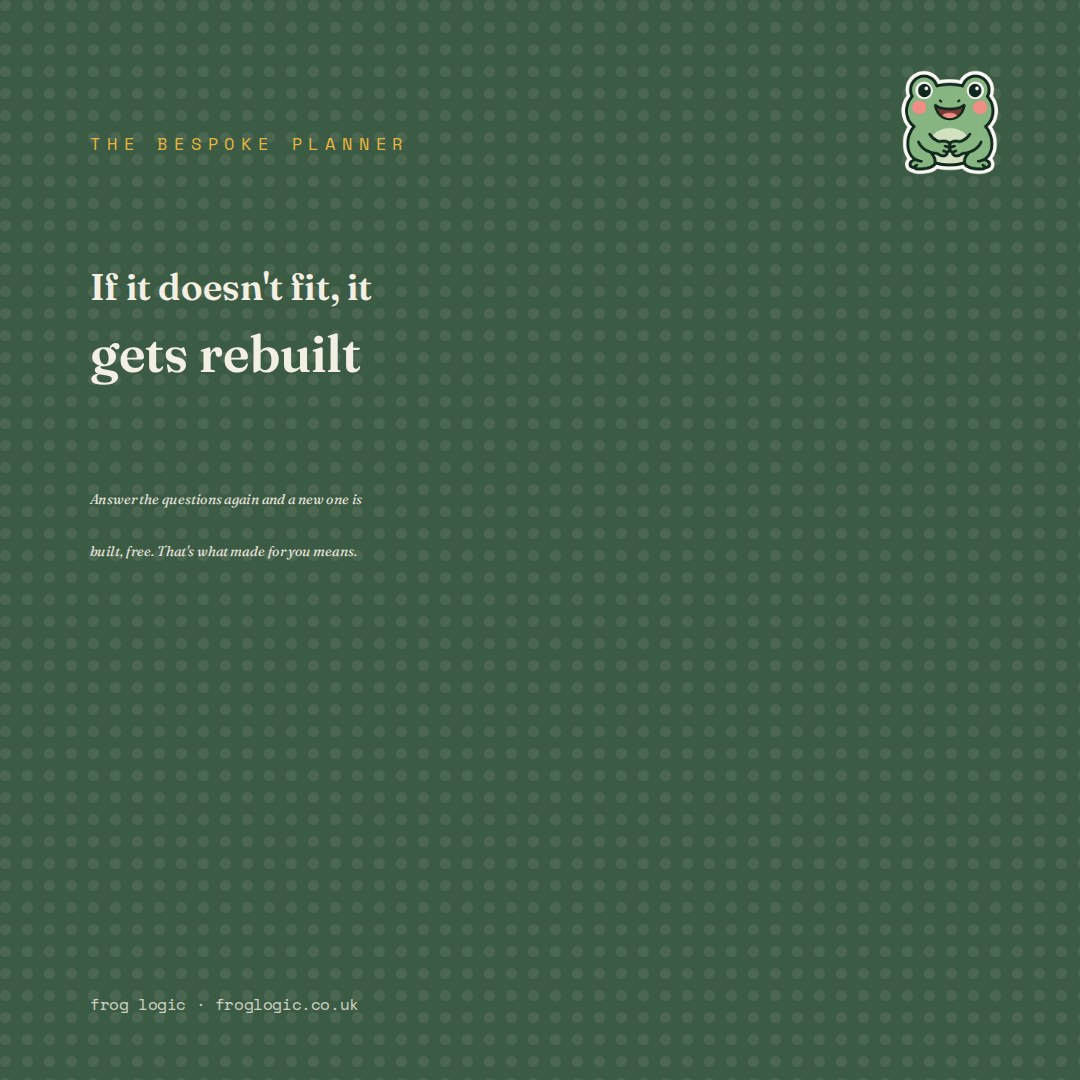 THE BESPOKE PLANNER
If it doesn't fit, it
gets rebuilt
Answer the questions again and a new one is
built, free. That's what made for you means.
frog logic · froglogic.co.uk